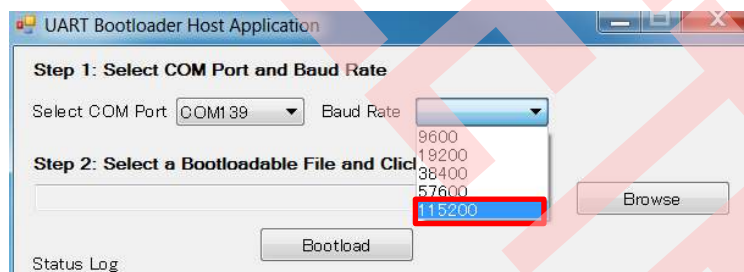 UART Bootloader Host Application
Step 1: Select COM Port and Baud Rate
Select COM Port COM139 Baud Rate
9600
19200
38400
57600
115200
Step 2: Select a Bootloadable File and Clic
Browse
Bootload
Status Log